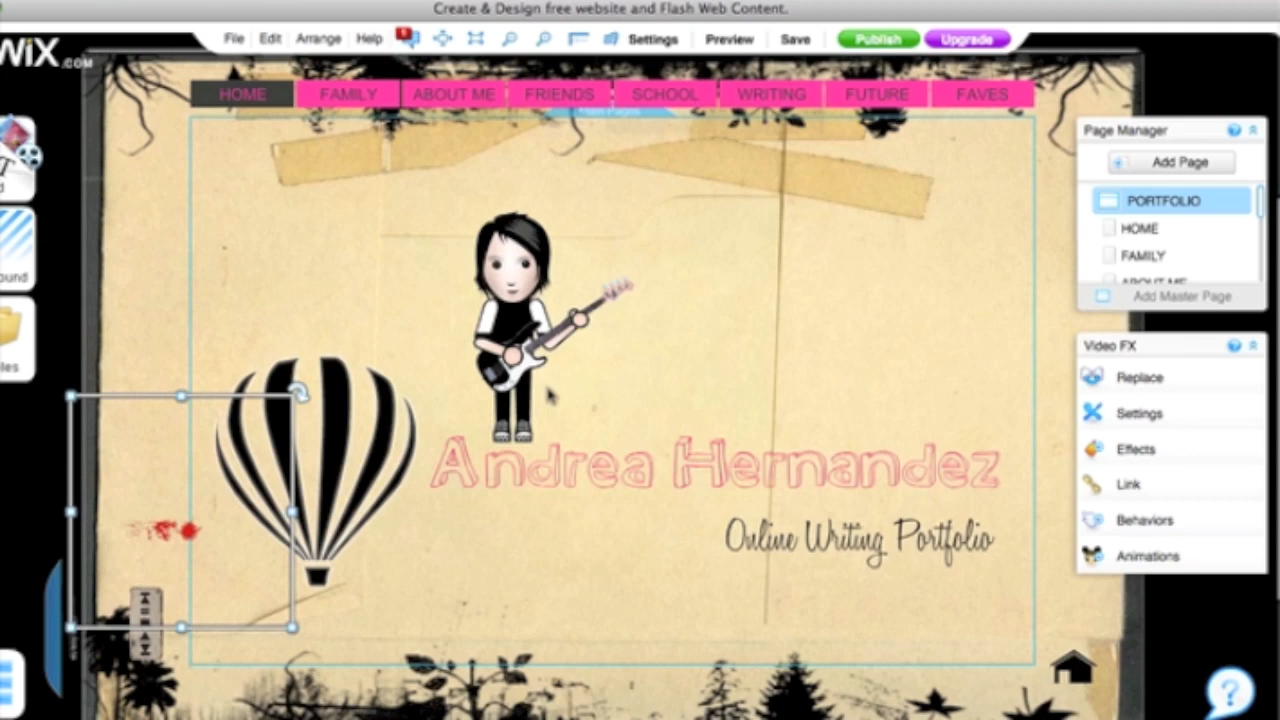 Create & Design free website and Flash Web Content.
WiX.COM
File Edit Arrange Help Settings Preview Save Publish Upgrade
HOME FAMILY ABOUT ME FRIENDS SCHOOL WRITING FUTURE FAVES
Page Manager
Add Page
PORTFOLIO
HOME
FAMILY
ABOUT ME
Add Master Page
Video FX
Replace
Settings
Effects
Link
Behaviors
Animations
Andrea Hernandez
Online Writing Portfolio